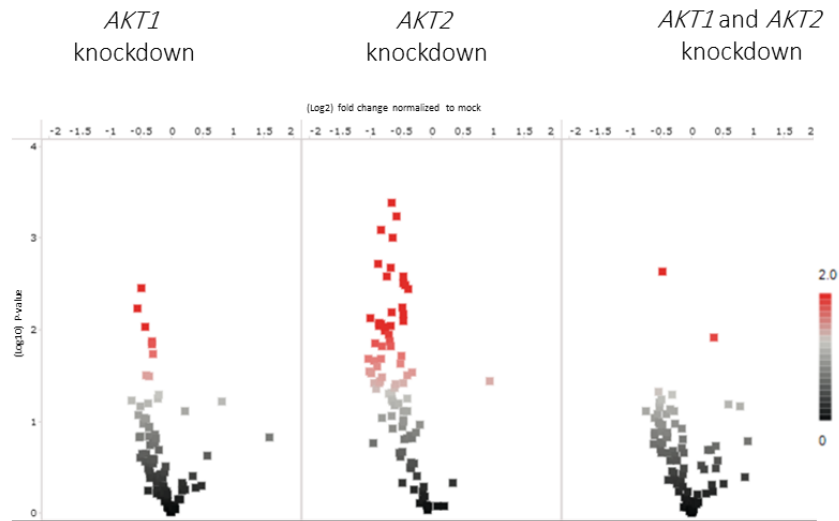 AKT1 knockdown
AKT2 knockdown
AKT1 and AKT2 knockdown
(Log2) fold change normalized to mock
-2 -1.5 -1 -0.5 0 0.5 1 1.5 2
-2 -1.5 -1 -0.5 0 0.5 1 1.5 2
-2 -1.5 -1 -0.5 0 0.5 1 1.5 2
4
3
2
1
0
(Log10) P-value
2.0
0